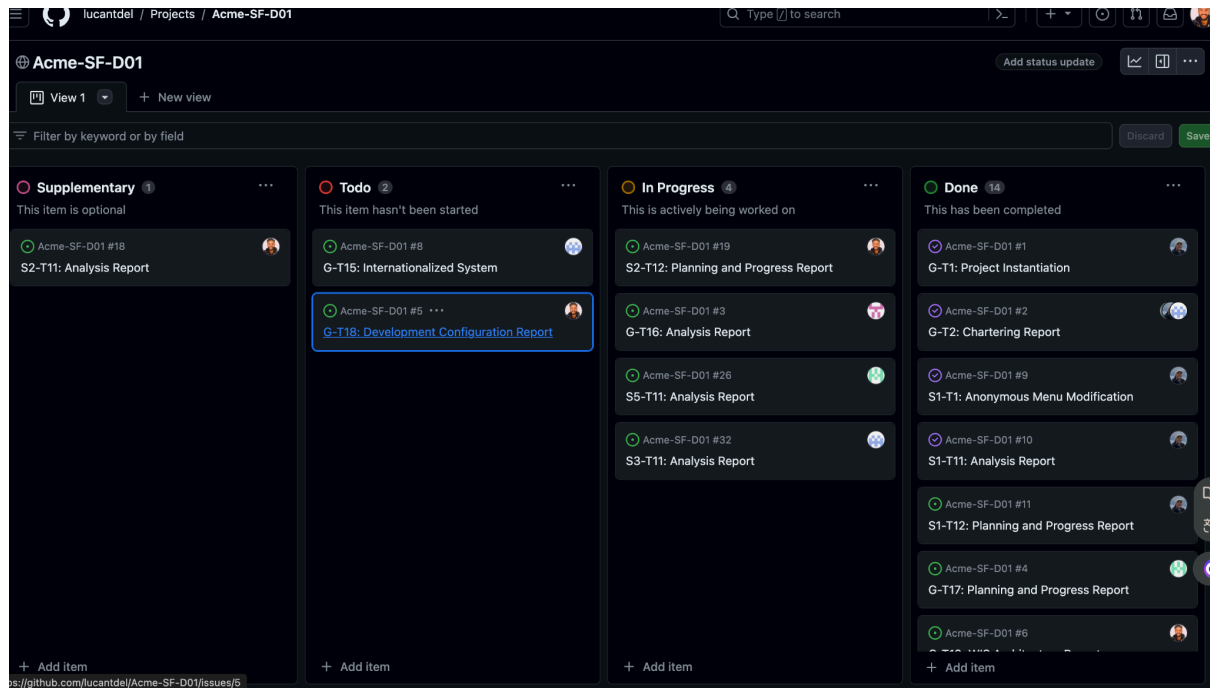 lucantdel / Projects / Acme-SF-D01
Type / to search
Acme-SF-D01
Add status update
View 1
New view
Filter by keyword or by field
Discard
Save
Supplementary 1
This item is optional
Acme-SF-D01 #18
S2-T11: Analysis Report
Add item
Todo 2
This item hasn't been started
Acme-SF-D01 #8
G-T15: Internationalized System
Acme-SF-D01 #5
G-T18: Development Configuration Report
Add item
In Progress 4
This is actively being worked on
Acme-SF-D01 #19
S2-T12: Planning and Progress Report
Acme-SF-D01 #3
G-T16: Analysis Report
Acme-SF-D01 #26
S5-T11: Analysis Report
Acme-SF-D01 #32
S3-T11: Analysis Report
Add item
Done 14
This has been completed
Acme-SF-D01 #1
G-T1: Project Instantiation
Acme-SF-D01 #2
G-T2: Chartering Report
Acme-SF-D01 #9
S1-T1: Anonymous Menu Modification
Acme-SF-D01 #10
S1-T11: Analysis Report
Acme-SF-D01 #11
S1-T12: Planning and Progress Report
Acme-SF-D01 #4
G-T17: Planning and Progress Report
Acme-SF-D01 #6
Add item
ps://github.com/lucantdel/Acme-SF-D01/issues/5